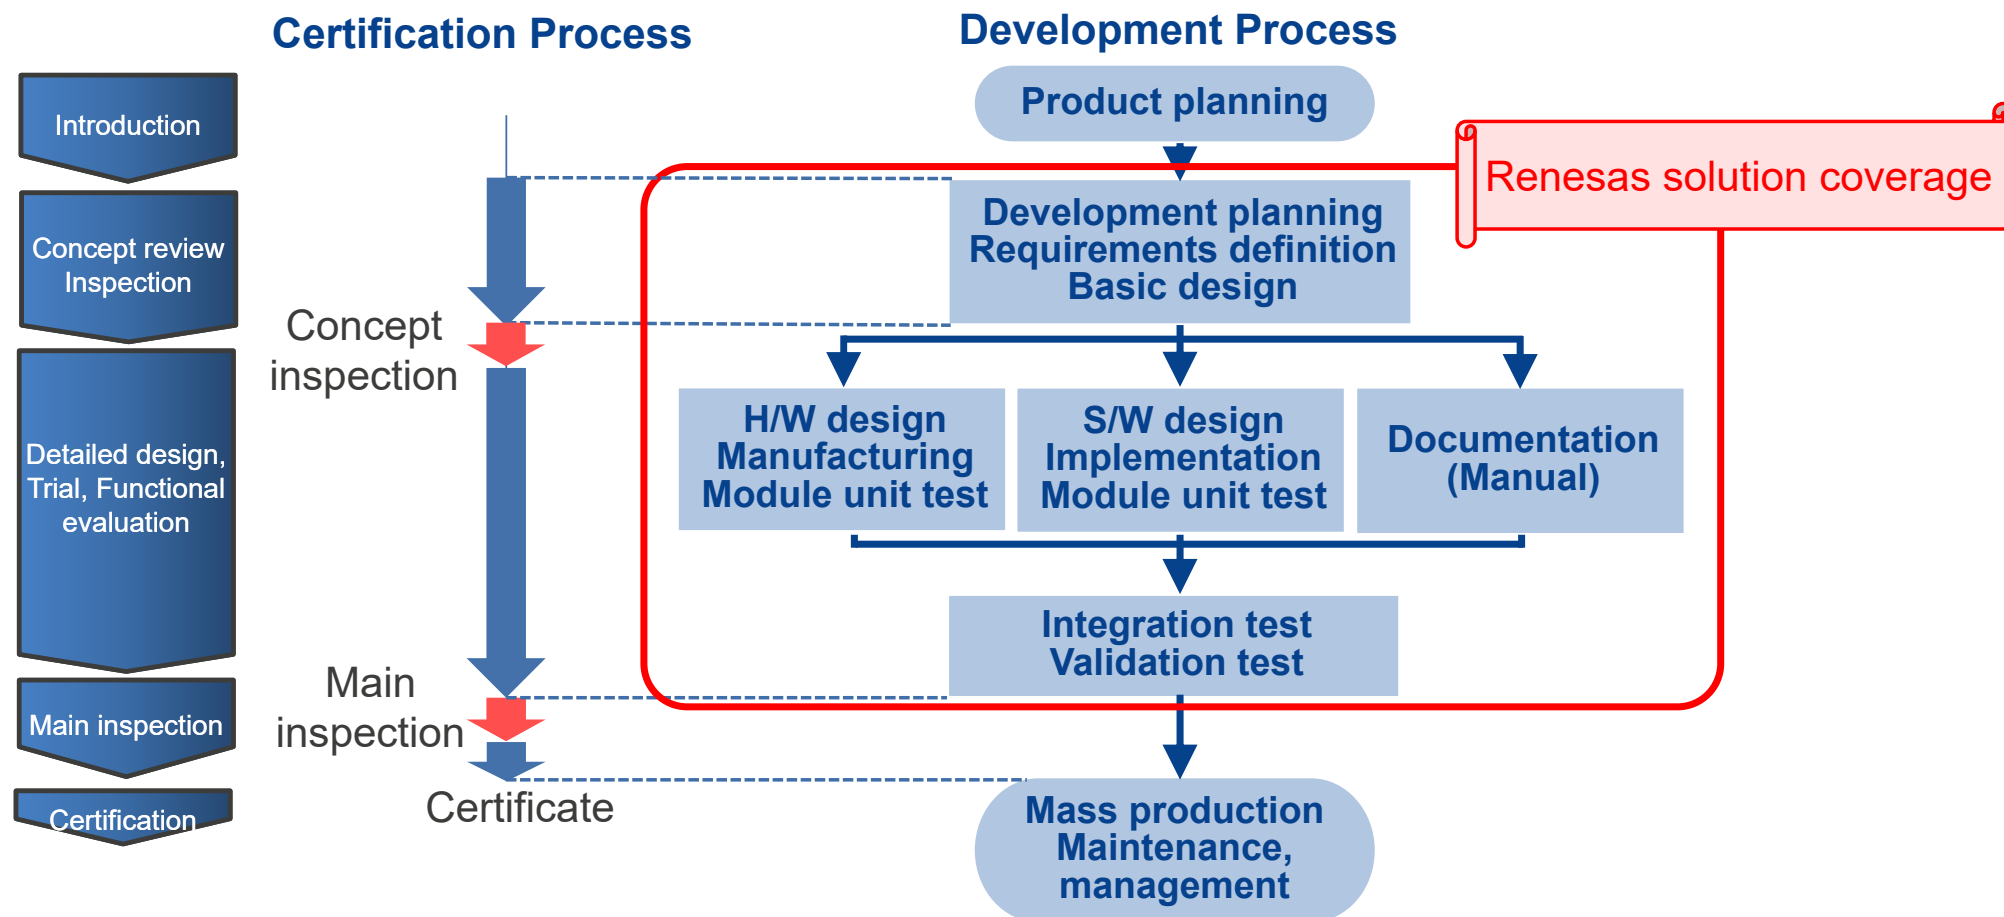 Certification Process
Development Process
Introduction
Concept review
Inspection
Detailed design,
Trial, Functional
evaluation
Main inspection
Certification
Concept
inspection
Main
inspection
Certificate
Product planning
Renesas solution coverage
Development planning
Requirements definition
Basic design
H/W design
Manufacturing
Module unit test
S/W design
Implementation
Module unit test
Documentation
(Manual)
Integration test
Validation test
Mass production
Maintenance,
management